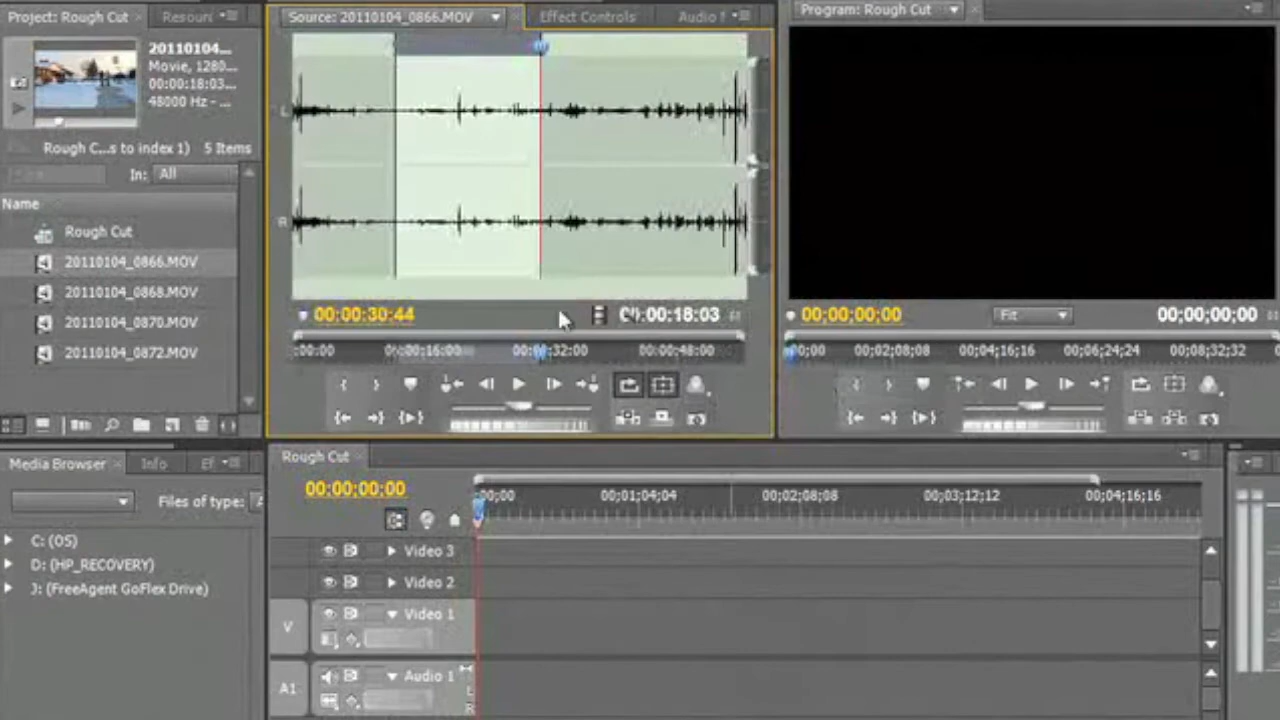 Project: Rough Cut
Resour
Source: 20110104_0866.MOV
Effect Controls
Audio
Program: Rough Cut
20110104...
Movie, 1280...
00:00:18:03...
48000 Hz - ...
Rough C...s to index 1)
5 Items
In: All
Name
Rough Cut
20110104_0866.MOV
20110104_0868.MOV
20110104_0870.MOV
20110104_0872.MOV
L
R
00:00:30:44
00:00:18:03
00;00;00;00
Fit
00;00;00;00
:00:00 00:00:16:00 00:00:32:00 00:00:48:00
00;00 00;02;08;08 00;04;16;16 00;06;24;24 00;08;32;32
Media Browser
Info
Ef
Files of type: A
C: (OS)
D: (HP_RECOVERY)
J: (FreeAgent GoFlex Drive)
Rough Cut
00:00:00:00
00;00 00;01;04;04 00;02;08;08 00;03;12;12 00;04;16;16
Video 3
Video 2
V
Video 1
A1
Audio 1
L
R